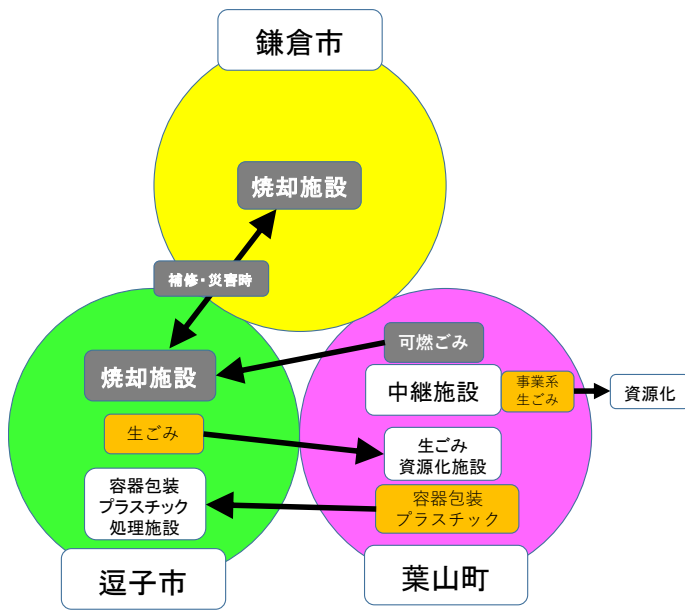 鎌倉市
焼却施設
補修・災害時
焼却施設
生ごみ
容器包装
プラスチック
処理施設
逗子市
可燃ごみ
中継施設
事業系
生ごみ
資源化
生ごみ
資源化施設
容器包装
プラスチック
葉山町